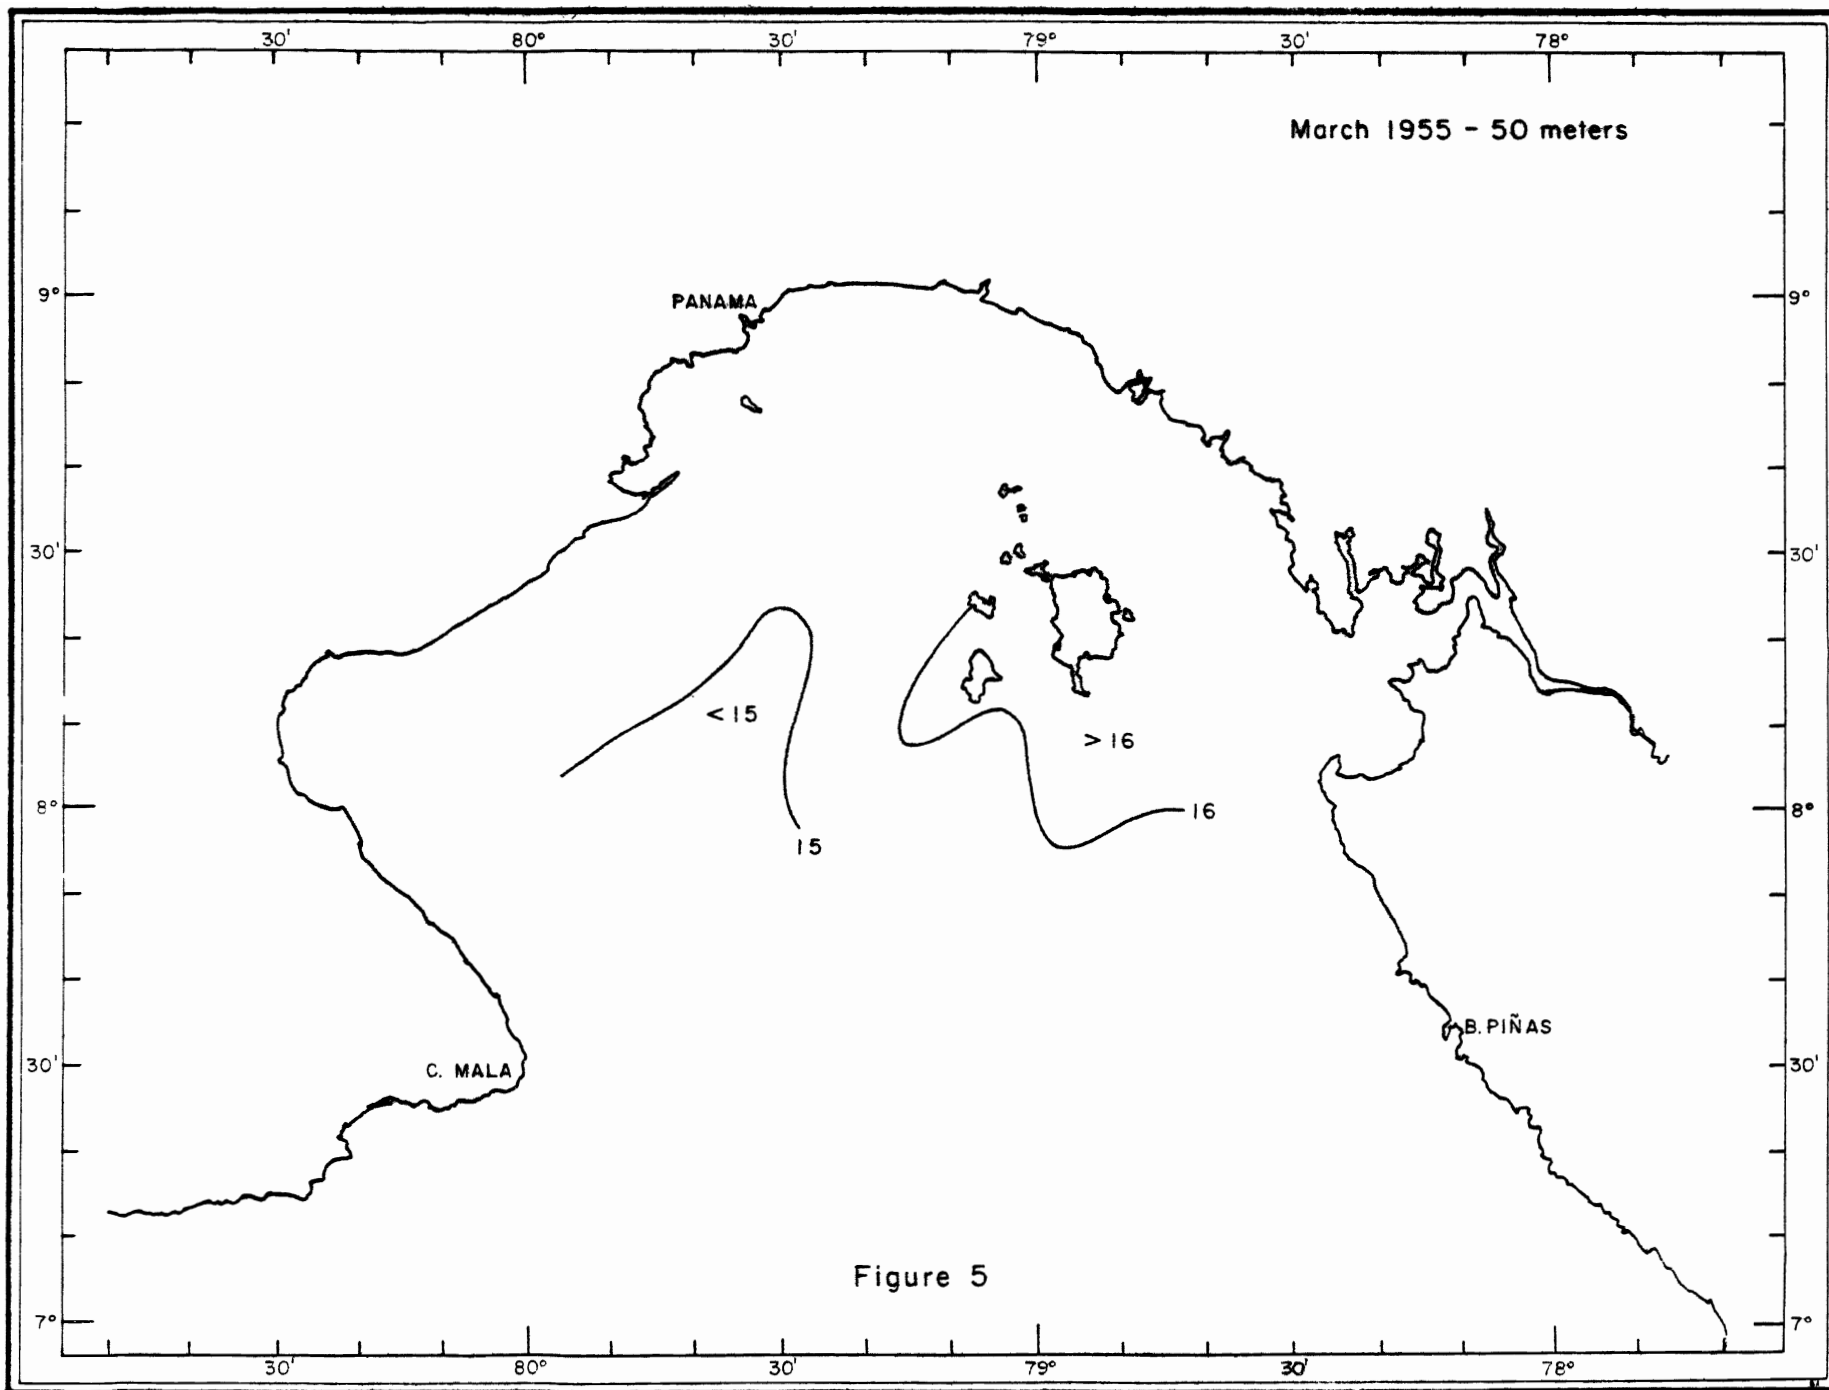 30' 80° 30' 79° 30' 78°
March 1955 - 50 meters
9° PANAMA 9°
30' 30'
< 15 > 16
8° 16 8°
15
B. PIÑAS
30' C. MALA 30'
Figure 5
7° 7°
30' 80° 30' 79° 30' 78°